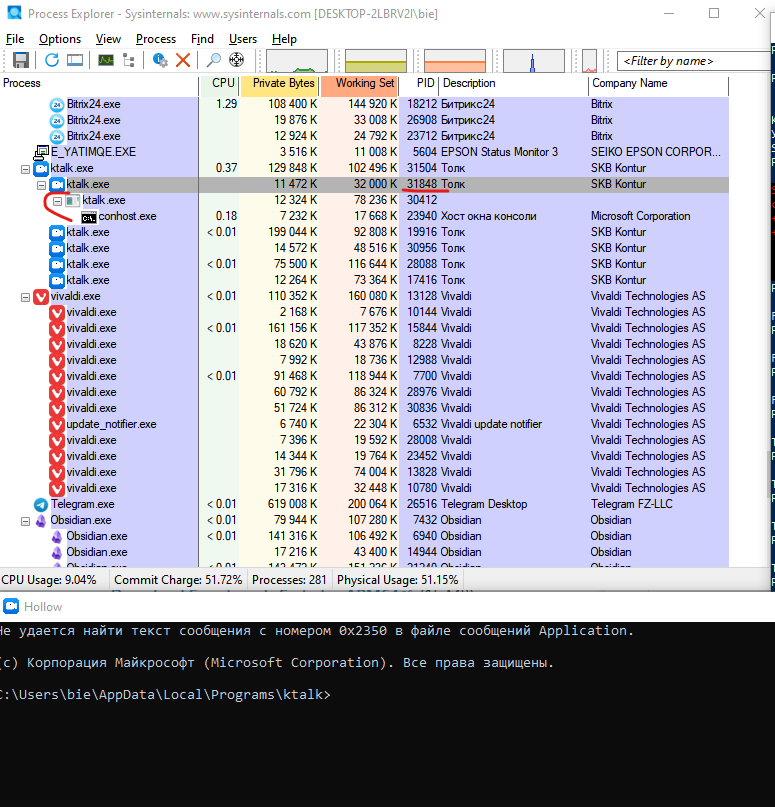 Process Explorer - Sysinternals: www.sysinternals.com [DESKTOP-2LBRV2I\bie]
File Options View Process Find Users Help
<Filter by name>
Process CPU Private Bytes Working Set PID Description Company Name
Bitrix24.exe 1.29 108 400 K 144 920 K 18212 Битрикс24 Bitrix
Bitrix24.exe 19 876 K 33 008 K 26908 Битрикс24 Bitrix
Bitrix24.exe 12 924 K 24 792 K 23712 Битрикс24 Bitrix
E_YATIMQE.EXE 3 516 K 11 008 K 5604 EPSON Status Monitor 3 SEIKO EPSON CORPOR...
ktalk.exe 0.37 129 848 K 102 496 K 31504 Толк SKB Kontur
ktalk.exe 11 472 K 32 000 K 31848 Толк SKB Kontur
ktalk.exe 12 324 K 78 236 K 30412
conhost.exe 0.18 7 232 K 17 668 K 23940 Хост окна консоли Microsoft Corporation
ktalk.exe < 0.01 199 044 K 92 808 K 19916 Толк SKB Kontur
ktalk.exe 14 572 K 48 516 K 30956 Толк SKB Kontur
ktalk.exe < 0.01 75 500 K 116 644 K 28088 Толк SKB Kontur
ktalk.exe 12 264 K 73 364 K 17416 Толк SKB Kontur
vivaldi.exe < 0.01 110 352 K 160 080 K 13128 Vivaldi Vivaldi Technologies AS
vivaldi.exe 2 168 K 7 676 K 10144 Vivaldi Vivaldi Technologies AS
vivaldi.exe < 0.01 161 156 K 117 352 K 15844 Vivaldi Vivaldi Technologies AS
vivaldi.exe 18 620 K 43 876 K 8228 Vivaldi Vivaldi Technologies AS
vivaldi.exe 7 992 K 18 736 K 12988 Vivaldi Vivaldi Technologies AS
vivaldi.exe < 0.01 91 468 K 118 944 K 7700 Vivaldi Vivaldi Technologies AS
vivaldi.exe 60 792 K 86 324 K 28976 Vivaldi Vivaldi Technologies AS
vivaldi.exe 51 724 K 86 312 K 30836 Vivaldi Vivaldi Technologies AS
update_notifier.exe 6 740 K 22 304 K 6532 Vivaldi update notifier Vivaldi Technologies AS
vivaldi.exe 7 396 K 19 592 K 28008 Vivaldi Vivaldi Technologies AS
vivaldi.exe 14 344 K 19 764 K 23452 Vivaldi Vivaldi Technologies AS
vivaldi.exe 31 796 K 74 004 K 13828 Vivaldi Vivaldi Technologies AS
vivaldi.exe 17 316 K 32 448 K 10780 Vivaldi Vivaldi Technologies AS
Telegram.exe < 0.01 619 008 K 200 064 K 26516 Telegram Desktop Telegram FZ-LLC
Obsidian.exe < 0.01 79 944 K 107 280 K 7432 Obsidian Obsidian
Obsidian.exe < 0.01 141 316 K 106 492 K 6940 Obsidian Obsidian
Obsidian.exe 17 216 K 43 400 K 14944 Obsidian Obsidian
CPU Usage: 9.04% Commit Charge: 51.72% Processes: 281 Physical Usage: 51.15%
Hollow
Не удается найти текст сообщения с номером 0x2350 в файле сообщений Application.
(c) Корпорация Майкрософт (Microsoft Corporation). Все права защищены.
C:\Users\bie\AppData\Local\Programs\ktalk>